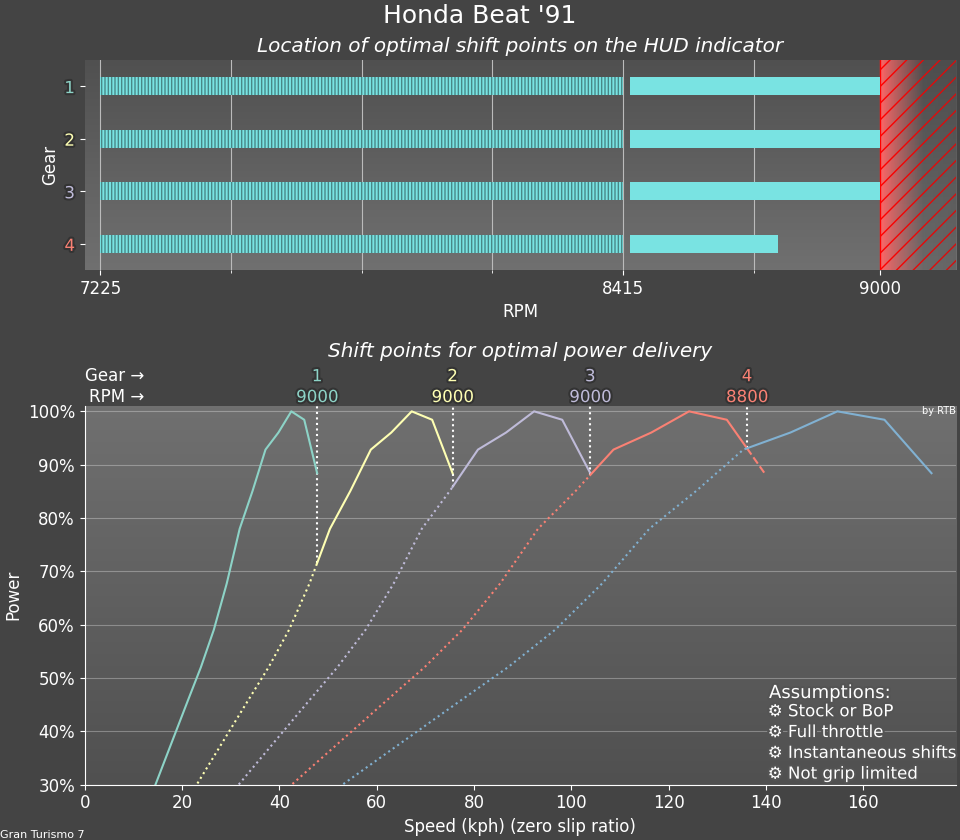 Honda Beat '91
Location of optimal shift points on the HUD indicator
Gear
1
2
3
4
7225 8415 9000
RPM
Shift points for optimal power delivery
Gear → 1 2 3 4
RPM → 9000 9000 9000 8800
by RTB
Power
100%
90%
80%
70%
60%
50%
40%
30%
Assumptions:
⚙ Stock or BoP
⚙ Full throttle
⚙ Instantaneous shifts
⚙ Not grip limited
0 20 40 60 80 100 120 140 160
Speed (kph) (zero slip ratio)
Gran Turismo 7